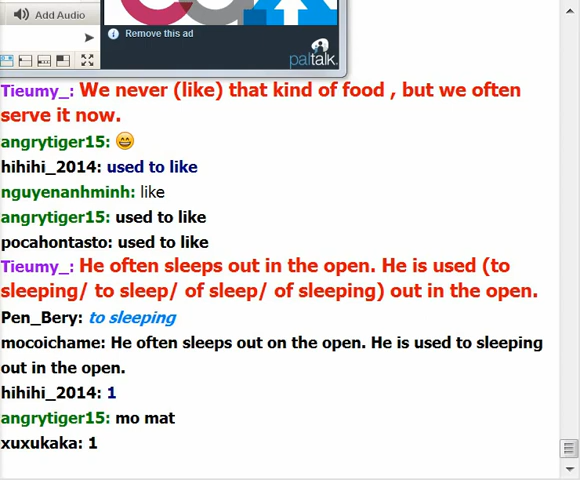 Add Audio
Remove this ad
paltalk
Tieumy_: We never (like) that kind of food , but we often
serve it now.
angrytiger15:
hihihi_2014: used to like
nguyenanhminh: like
angrytiger15: used to like
pocahontasto: used to like
Tieumy_: He often sleeps out in the open. He is used (to
sleeping/ to sleep/ of sleep/ of sleeping) out in the open.
Pen_Bery: to sleeping
mocoichame: He often sleeps out on the open. He is used to sleeping
out in the open.
hihihi_2014: 1
angrytiger15: mo mat
xuxukaka: 1